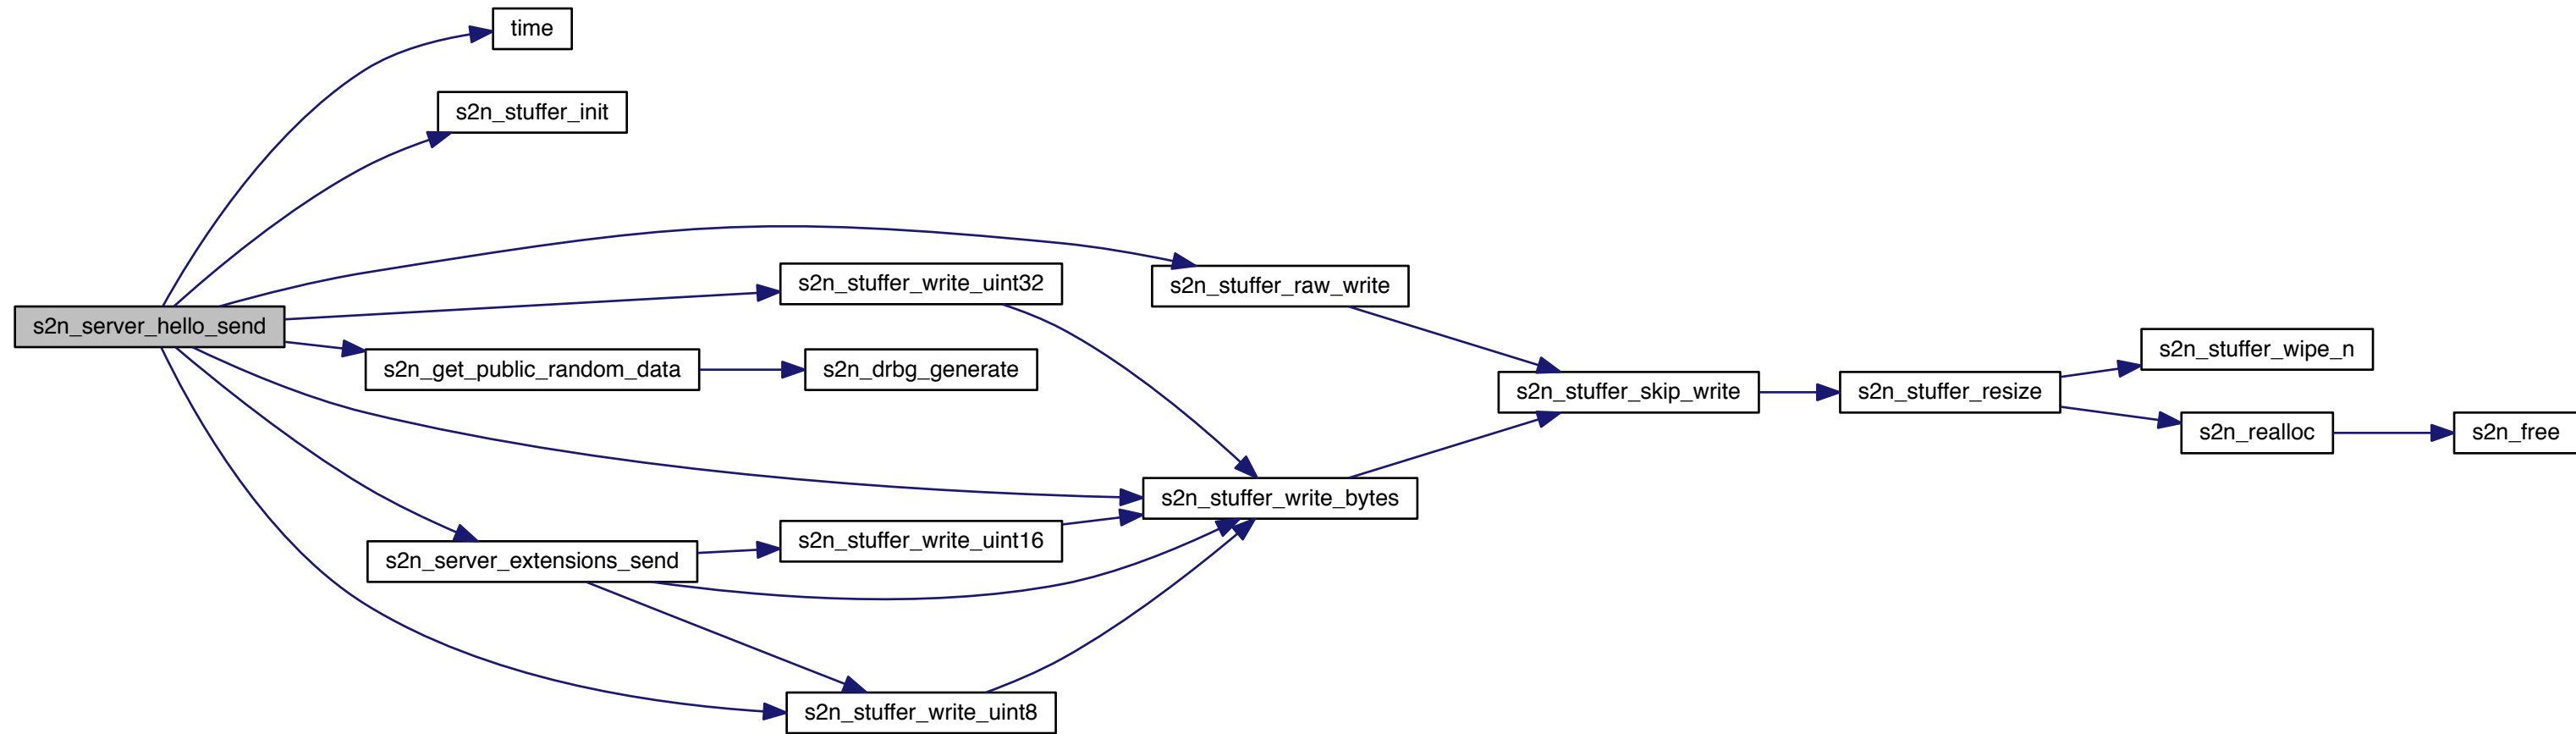 time
s2n_stuffer_init
s2n_stuffer_write_uint32
s2n_stuffer_raw_write
s2n_server_hello_send
s2n_get_public_random_data
s2n_drbg_generate
s2n_stuffer_skip_write
s2n_stuffer_resize
s2n_stuffer_wipe_n
s2n_realloc
s2n_free
s2n_stuffer_write_bytes
s2n_server_extensions_send
s2n_stuffer_write_uint16
s2n_stuffer_write_uint8